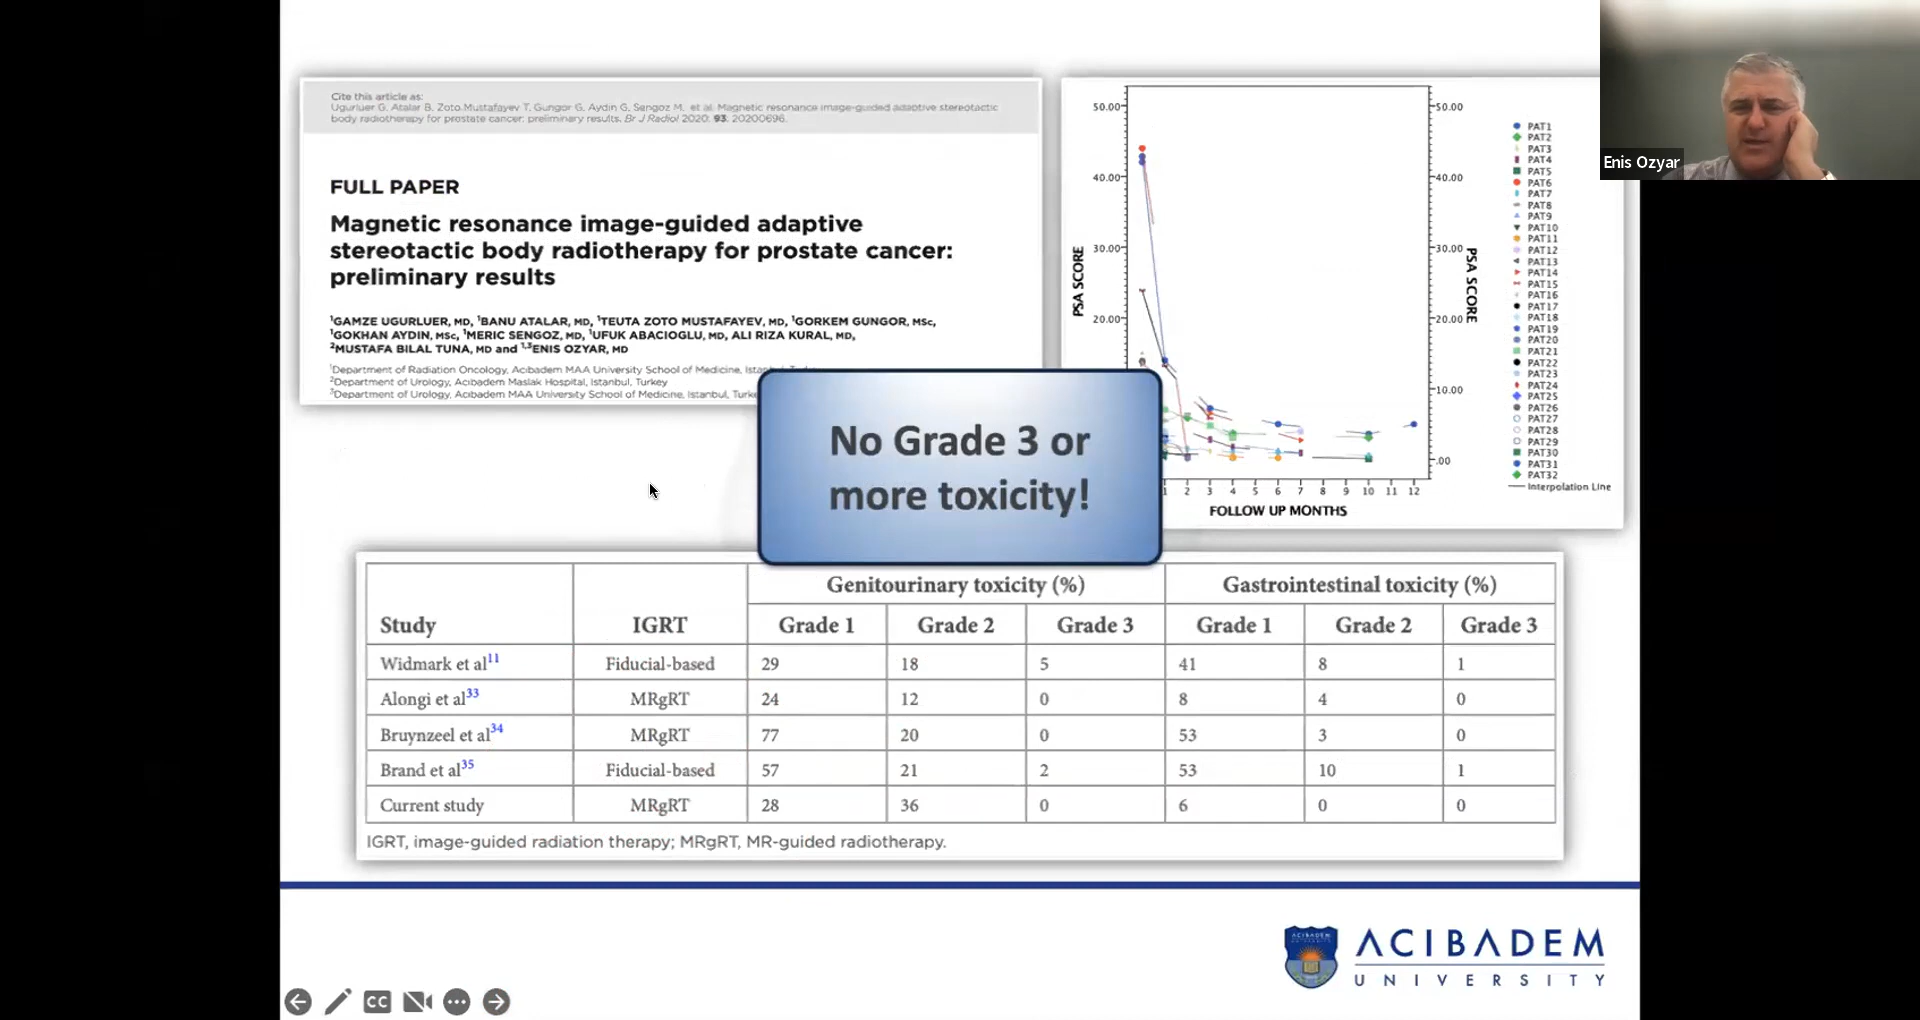 Cite this article as:
Ugurluer G, Atalar B, Zoto Mustafayev T, Gungor G, Aydin G, Sengoz M, et al. Magnetic resonance image-guided adaptive stereotactic
body radiotherapy for prostate cancer: preliminary results. Br J Radiol 2020; 93: 20200696.
FULL PAPER
Magnetic resonance image-guided adaptive
stereotactic body radiotherapy for prostate cancer:
preliminary results
1GAMZE UGURLUER, MD, 1BANU ATALAR, MD, 1TEUTA ZOTO MUSTAFAYEV, MD, 1GORKEM GUNGOR, MSc,
1GOKHAN AYDIN, MSc, 1MERIC SENGOZ, MD, 1UFUK ABACIOGLU, MD, ALI RIZA KURAL, MD,
2MUSTAFA BILAL TUNA, MD and 1,3ENIS OZYAR, MD
1Department of Radiation Oncology, Acibadem MAA University School of Medicine,
2Department of Urology, Acibadem Maslak Hospital, Istanbul, Turkey
3Department of Urology, Acibadem MAA University School of Medicine, Istanbul,
PSA SCORE
50.00
40.00
30.00
20.00
50.00
40.00
30.00
20.00
10.00
.00
PSA SCORE
1 2 3 4 5 6 7 8 9 10 11 12
FOLLOW UP MONTHS
PAT1
PAT2
PAT3
PAT4
PAT5
PAT6
PAT7
PAT8
PAT9
PAT10
PAT11
PAT12
PAT13
PAT14
PAT15
PAT16
PAT17
PAT18
PAT19
PAT20
PAT21
PAT22
PAT23
PAT24
PAT25
PAT26
PAT27
PAT28
PAT29
PAT30
PAT31
PAT32
Interpolation Line
Enis Ozyar
No Grade 3 or
more toxicity!
Genitourinary toxicity (%) Gastrointestinal toxicity (%)
Study IGRT Grade 1 Grade 2 Grade 3 Grade 1 Grade 2 Grade 3
Widmark et al11 Fiducial-based 29 18 5 41 8 1
Alongi et al33 MRgRT 24 12 0 8 4 0
Bruynzeel et al34 MRgRT 77 20 0 53 3 0
Brand et al35 Fiducial-based 57 21 2 53 10 1
Current study MRgRT 28 36 0 6 0 0
IGRT, image-guided radiation therapy; MRgRT, MR-guided radiotherapy.
ACIBADEM
ACIBADEM
UNIVERSITY
CC